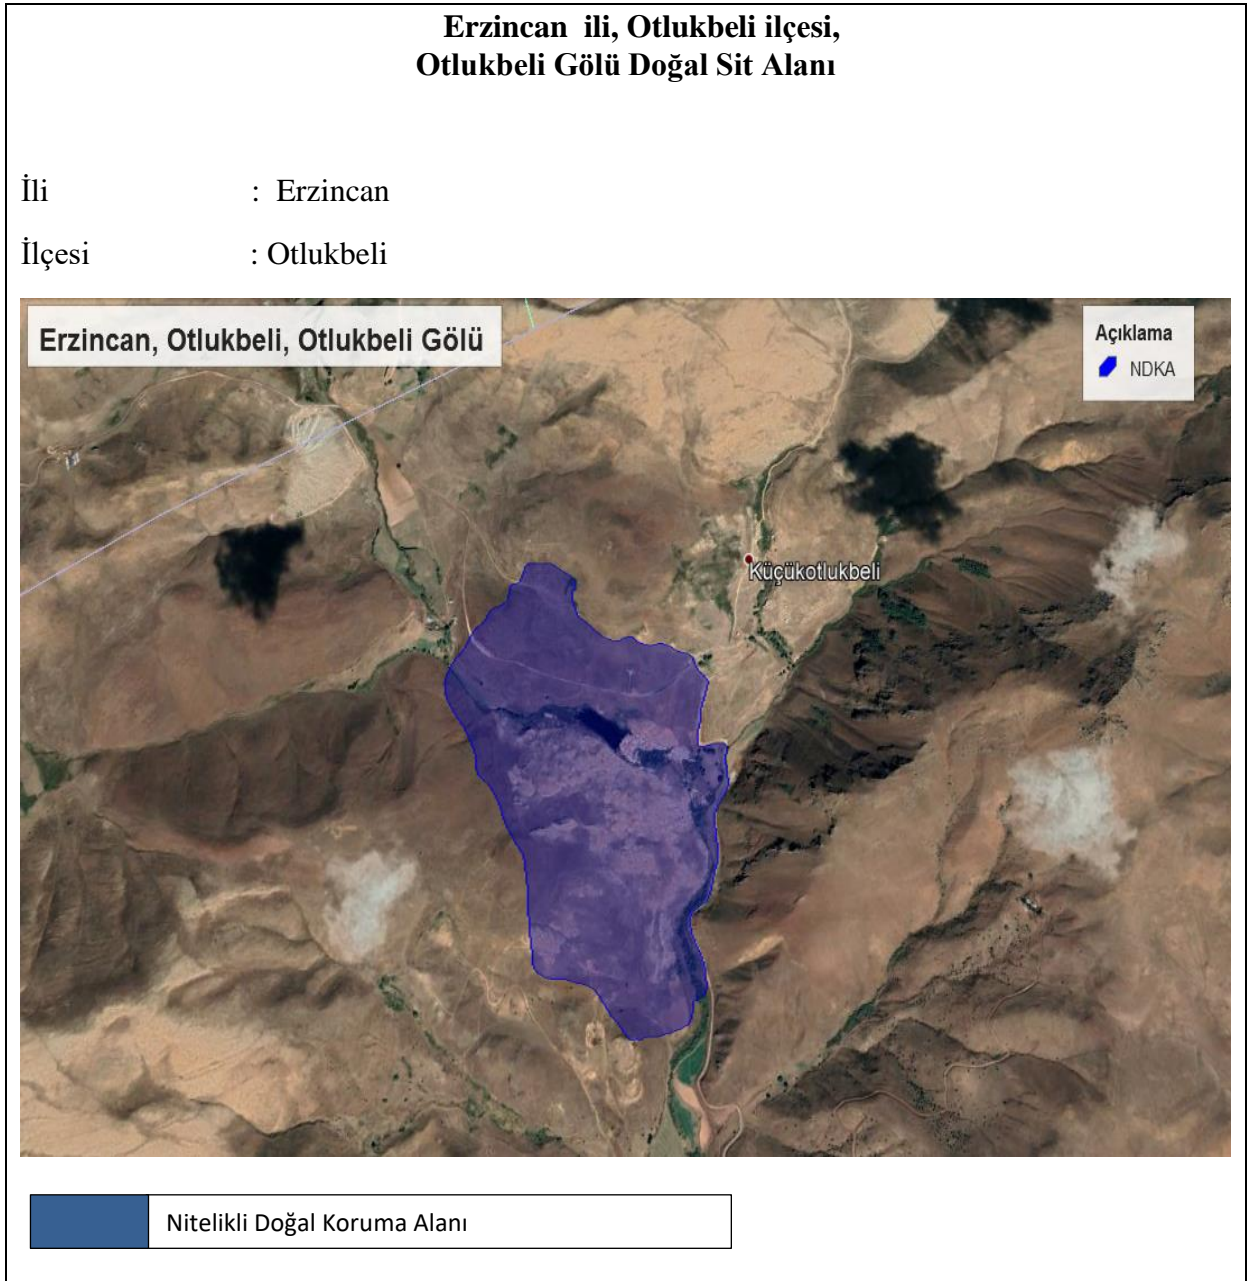 Erzincan ili, Otlukbeli ilçesi,
Otlukbeli Gölü Doğal Sit Alanı
İli : Erzincan
İlçesi : Otlukbeli
Erzincan, Otlukbeli, Otlukbeli Gölü
Açıklama
NDKA
Küçükotlukbeli
Nitelikli Doğal Koruma Alanı